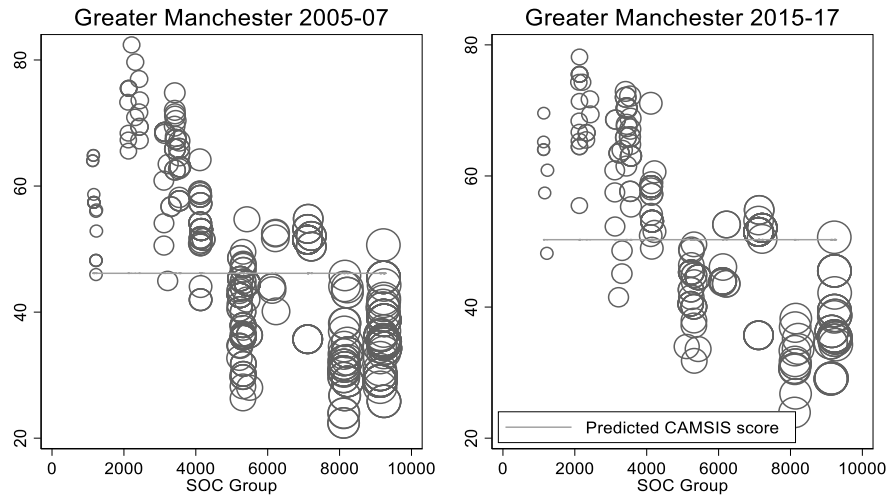 Greater Manchester 2005-07
80
60
40
20
0 2000 4000 6000 8000 10000
SOC Group
Greater Manchester 2015-17
80
60
40
20
Predicted CAMSIS score
0 2000 4000 6000 8000 10000
SOC Group